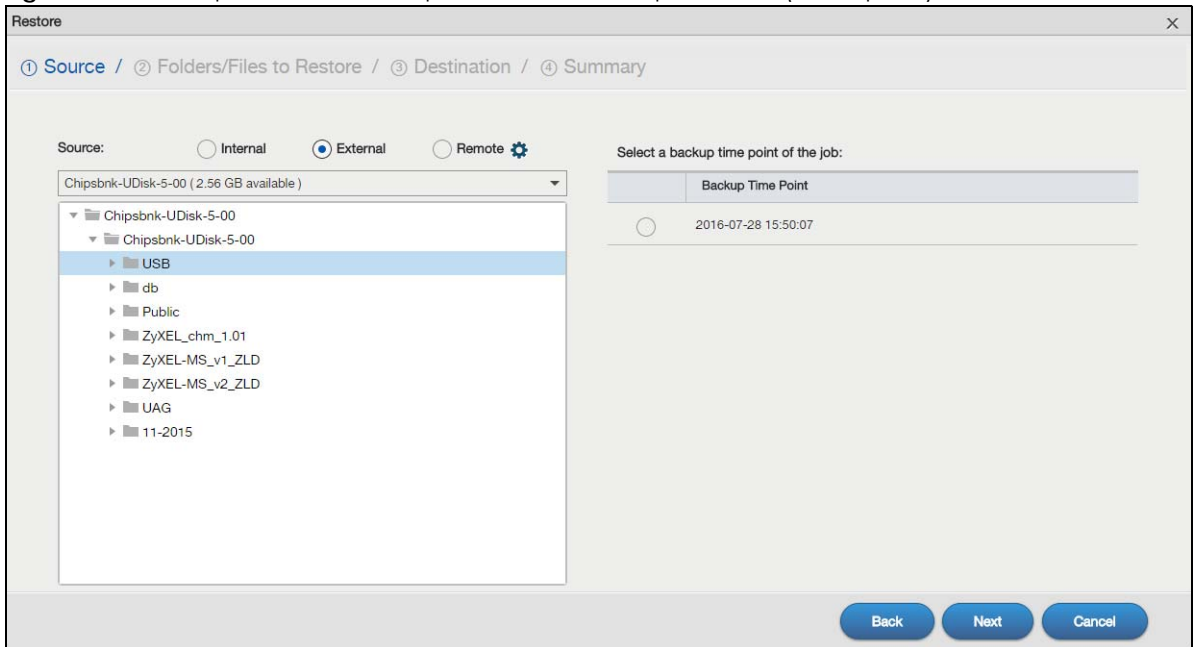 Restore
① Source / ② Folders/Files to Restore / ③ Destination / ④ Summary
Source: Internal External Remote
Chipsbnk-UDisk-5-00 ( 2.56 GB available )
Chipsbnk-UDisk-5-00
Chipsbnk-UDisk-5-00
USB
db
Public
ZyXEL_chm_1.01
ZyXEL-MS_v1_ZLD
ZyXEL-MS_v2_ZLD
UAG
11-2015
Select a backup time point of the job:
Backup Time Point
2016-07-28 15:50:07
Back Next Cancel